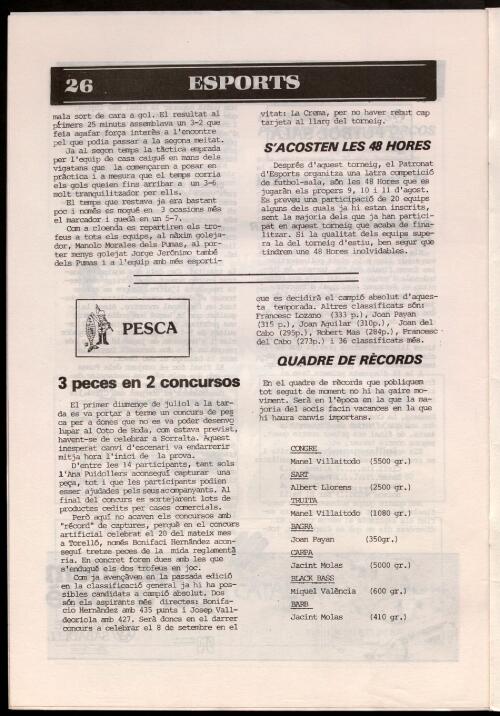 26 ESPORTS
mala sort de cara a gol. El resultat al
primers 25 minuts assemblava un 3-2 que
feia agafar força interès a l'encontre
pel que podia passar a la segona meitat.
Ja al segon temps la tàctica emprada
per l'equip de casa caigué en mans dels
vigatans que la començaren a posar en
pràctica i a mesura que el temps corria
els gols queien fins arribar a un 3-6
molt tranquilitzador per ells.
El temps que restava ja era bastant
poc i només es mogué en 3 ocasions més
el marcador i quedà en un 5-7.
Com a cloenda es repartiren els tro-
feus a tots els equips, al màxim goleja-
dor, Manolo Morales dels Pumas, al por-
ter menys golejat Jorge Jerónimo també
dels Pumas i a l'equip amb més esporti-
vitat: La Crema, per no haver rebut cap
tarjeta al llarg del torneig.
S'ACOSTEN LES 48 HORES
Després d'aquest torneig, el Patronat
d'Esports organitza una latra competició
de futbol-sala, són les 48 Hores que es
jugaràn els propers 9, 10 i 11 d'agost.
Es preveu una participació de 20 equips
alguns dels quals ja hi estan inscrits,
sent la majoria dels que ja han partici-
pat en aquest torneig que acaba de fina-
litzar. Si la qualitat dels equips supe-
ra la del torneig d'estiu, ben segur que
tindrem une 48 Hores inolvidables.
PESCA
3 peces en 2 concursos
El primer diumenge de juliol a la tar-
da es va portar a terme un concurs de pes
ca per a dones que no es va poder desenvo
lupar al Coto de Roda, com estava previst,
havent-se de celebrar a Sorralta. Aquest
inesperat canvi d'escenari va endarrerir
mitja hora l'inici de la prova.
D'entre les 14 participants, tant sols
l'Ana Puidollers aconseguí capturar una
peça, tot i que les participants podien
esser ajudades pels seus acompanyants. Al
final del concurs es sortejaren lots de
productes cedits per cases comercials.
Però aquí no acaven els concursos amb
"rècord" de captures, perquè en el concurs
artificial celebrat el 20 del mateix mes
a Torelló, només Bonifaci Hernández acon-
seguí tretze peces de la mida reglamentà
ria. En concret foren dues amb les que
s'endugué els dos trofeus en joc.
Com ja avençàven en la passada edició
en la classificació general ja hi ha pos-
sibles candidats a campió absolut. Dos
són els aspirants més directes: Bonifa-
cio Hernández amb 435 punts i Josep Vall-
deoriola amb 427. Serà doncs en el darrer
concurs a celebrar el 8 de setembre en el
que es decidirà el campió absolut d'aques-
ta temporada. Altres classificats són:
Francesc Lozano (333 p.), Joan Payan
(315 p.), Joan Aguilar (310p.), Joan del
Cabo (295p.), Robert Mas (284p.), Francesc
del Cabo (273p.) i 36 classificats més.
QUADRE DE RÈCORDS
En el quadre de rècords que publiquem
tot seguit de moment no hi ha gaire mo-
viment. Serà en l'època en la que la ma-
joria del socis facin vacances en la que
hi haura canvis importans.
CONGRE
Manel Villaitodo (5500 gr.)
SART
Albert Llorens (2500 gr.)
TRUITA
Manel Villaitodo (1080 gr.)
BAGRA
Joan Payan (350gr.)
CARPA
Jacint Molas (5000 gr.)
BLACK BASS
Miquel València (600 gr.)
BARB
Jacint Molas (410 gr.)